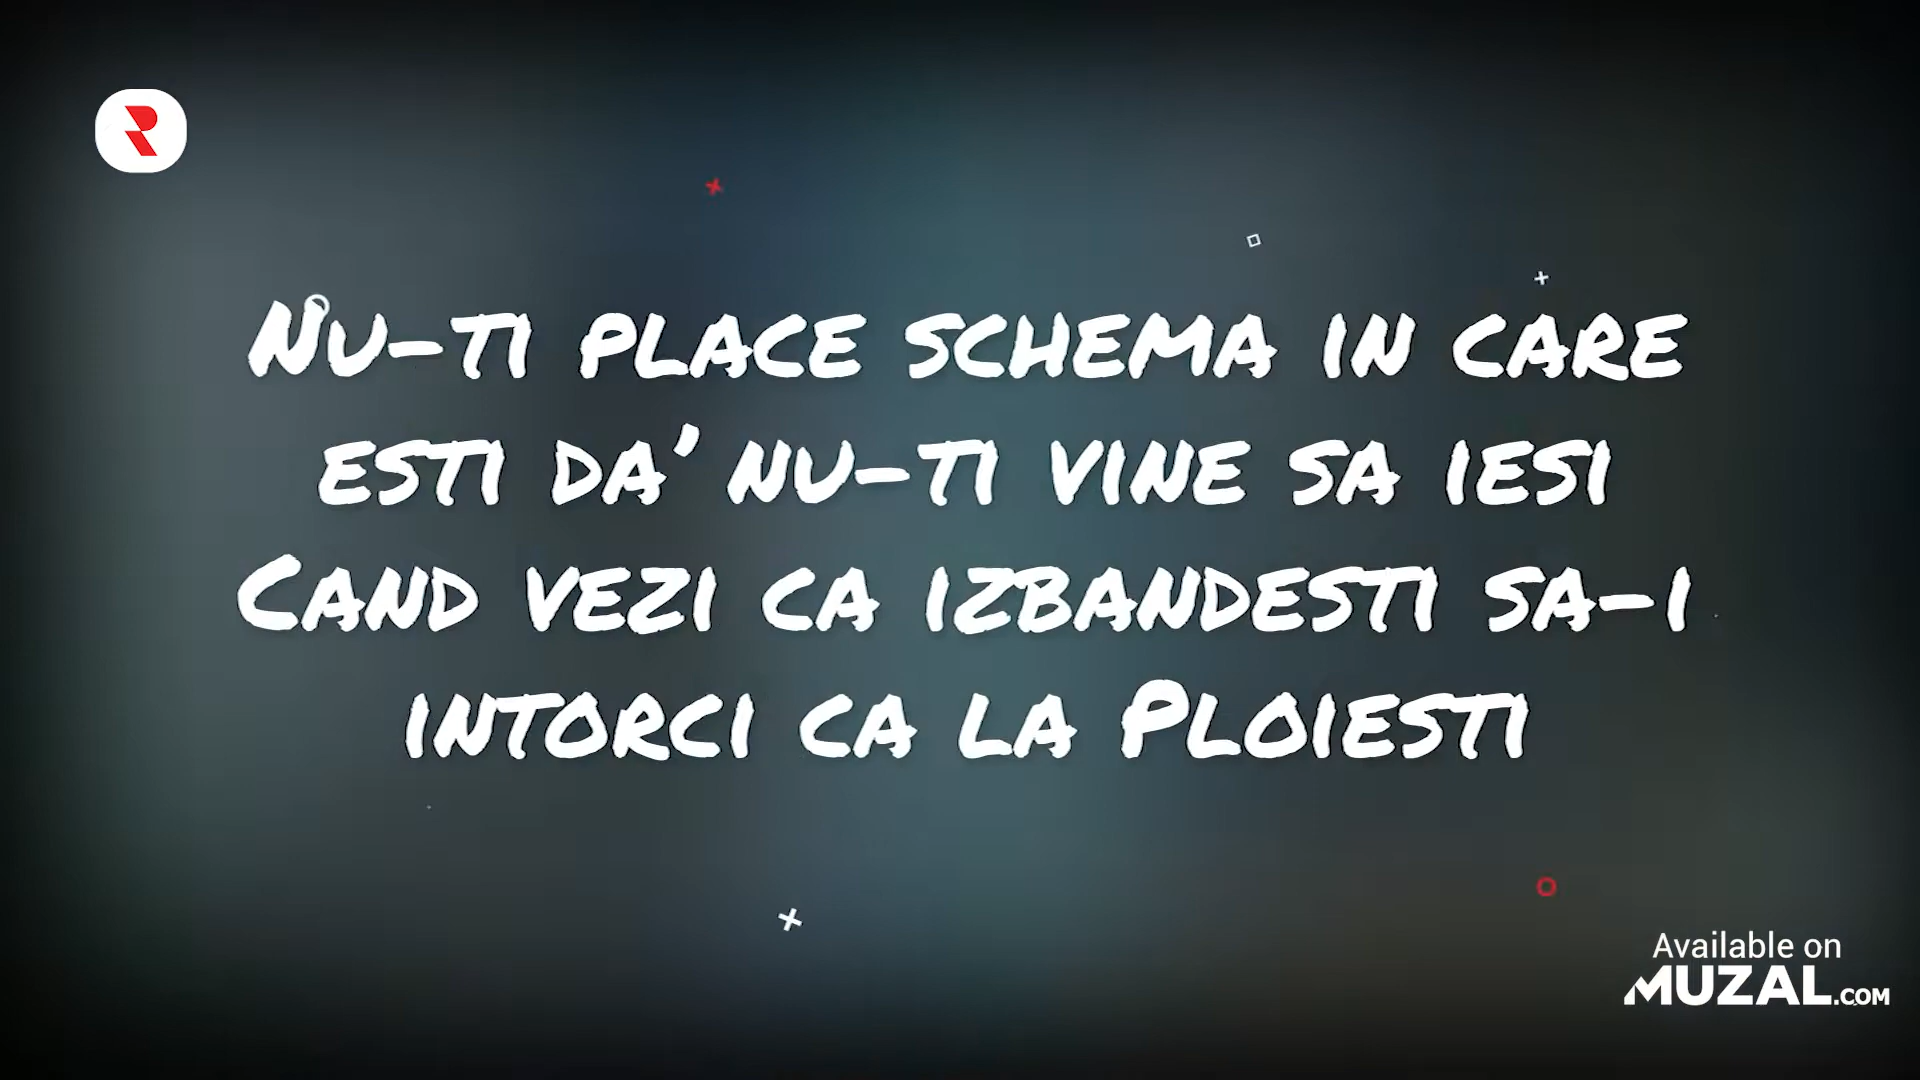 Nu-ti place schema in care
esti da' nu-ti vine sa iesi
Cand vezi ca izbandesti sa-i
intorci ca la Ploiesti
Available on
MUZAL.COM